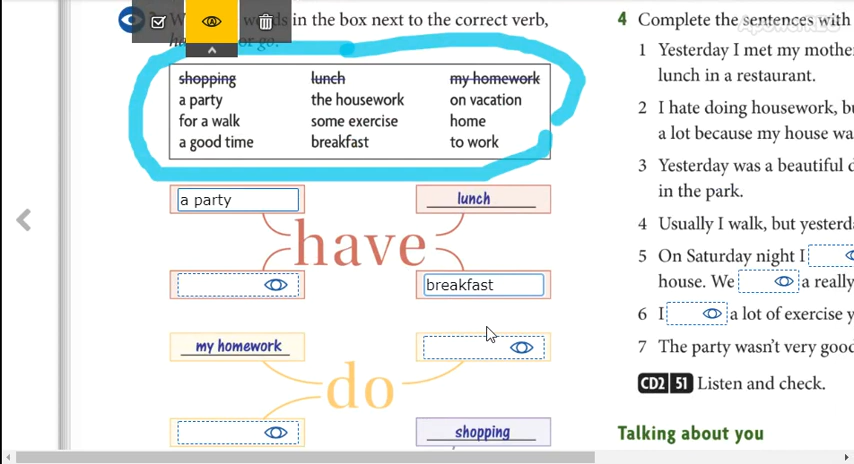 in the box next to the correct verb,
or go.
shopping lunch my homework
a party the housework on vacation
for a walk some exercise home
a good time breakfast to work
a party lunch
have
breakfast
my homework
do
shopping
4 Complete the sentences with
1 Yesterday I met my mothe
lunch in a restaurant.
2 I hate doing housework, bu
a lot because my house wa
3 Yesterday was a beautiful d
in the park.
4 Usually I walk, but yesterda
5 On Saturday night I
house. We a really
6 I a lot of exercise y
7 The party wasn't very good
CD2 51 Listen and check.
Talking about you